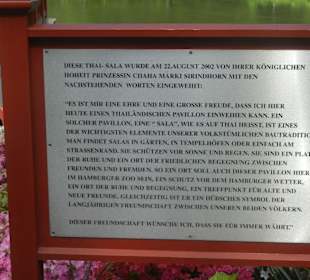 DIESE THAI- SALA WURDE AM 22.AUGUST 2002 VON IHRER KÖNIGLICHEN
HOHEIT PRINZESSIN CHAHA MARKI SIRINDHORN MIT DEN
NACHSTEHENDEN WORTEN EINGEWEIHT:
"ES IST MIR EINE EHRE UND EINE GROSSE FREUDE, DASS ICH HIER
HEUTE EINEN THAILÄNDISCHEN PAVILLON EINWEIHEN KANN. EIN
SOLCHER PAVILLON, EINE " SALA", WIE ES AUF THAI HEISST, IST EINES
DER WICHTIGSTEN ELEMENTE UNSERER VOLKSTÜMLICHEN BAUTRADITIO
MAN FINDET SALAS IN GÄRTEN, IN TEMPELHÖFEN ODER EINFACH AM
STRASSENRAND. SIE SCHÜTZEN VOR SONNE UND REGEN. SIE SIND EIN PLAT
DER RUHE UND EIN ORT DER FRIEDLICHEN BEGEGNUNG ZWISCHEN
FREUNDEN UND FREMDEN. SO EIN ORT SOLL AUCH DIESER PAVILLON HIER
IM HAMBURGER ZOO SEIN, EIN SCHUTZ VOR DEM HAMBURGER WETTER,
EIN ORT DER RUHE UND BEGEGNUNG, EIN TREFFPUNKT FÜR ALTE UND
NEUE FREUNDE. GLEICHZEITIG IST ER EIN HÜBSCHES SYMBOL DER
LANGJÄHRIGEN FREUNDSCHAFT ZWISCHEN UNSEREN BEIDEN VÖLKERN.
DIESER FREUNDSCHAFT WÜNSCHE ICH, DASS SIE FÜR IMMER WÄHRT."